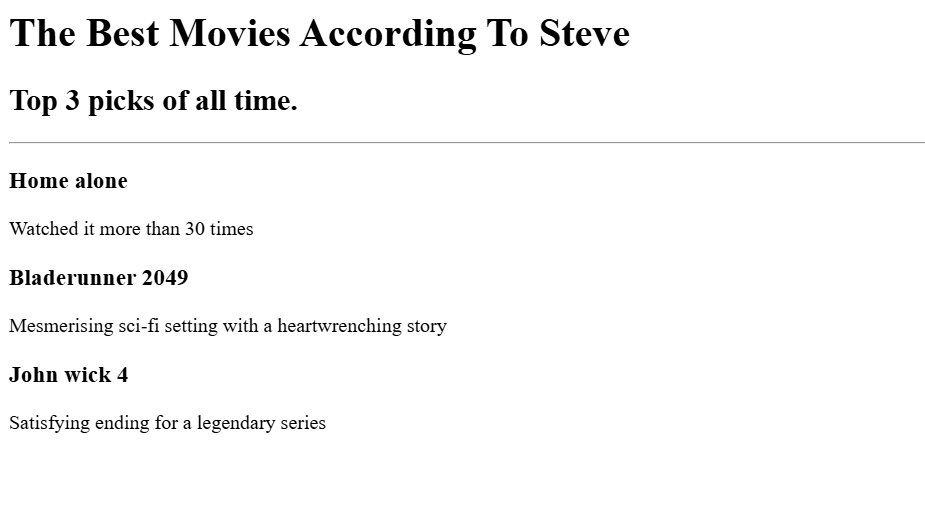 The Best Movies According To Steve
Top 3 picks of all time.
Home alone
Watched it more than 30 times
Bladerunner 2049
Mesmerising sci-fi setting with a heartwrenching story
John wick 4
Satisfying ending for a legendary series